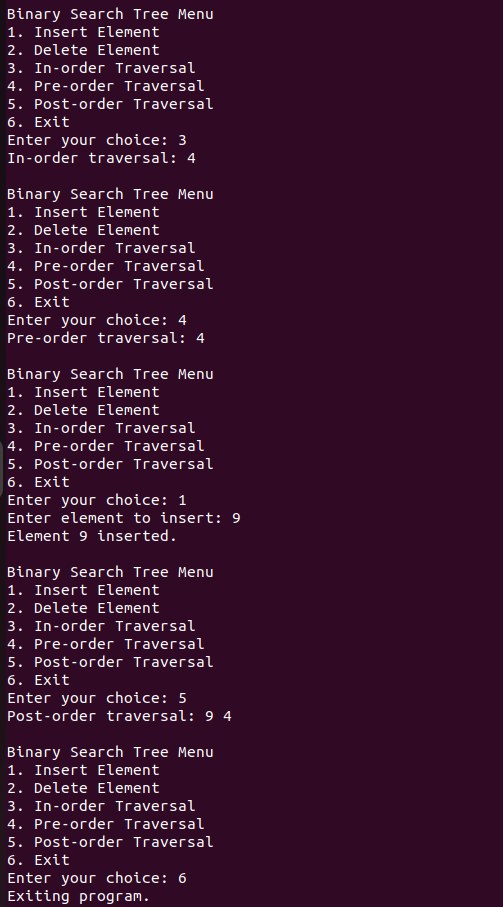 Binary Search Tree Menu
1. Insert Element
2. Delete Element
3. In-order Traversal
4. Pre-order Traversal
5. Post-order Traversal
6. Exit
Enter your choice: 3
In-order traversal: 4

Binary Search Tree Menu
1. Insert Element
2. Delete Element
3. In-order Traversal
4. Pre-order Traversal
5. Post-order Traversal
6. Exit
Enter your choice: 4
Pre-order traversal: 4

Binary Search Tree Menu
1. Insert Element
2. Delete Element
3. In-order Traversal
4. Pre-order Traversal
5. Post-order Traversal
6. Exit
Enter your choice: 1
Enter element to insert: 9
Element 9 inserted.

Binary Search Tree Menu
1. Insert Element
2. Delete Element
3. In-order Traversal
4. Pre-order Traversal
5. Post-order Traversal
6. Exit
Enter your choice: 5
Post-order traversal: 9 4

Binary Search Tree Menu
1. Insert Element
2. Delete Element
3. In-order Traversal
4. Pre-order Traversal
5. Post-order Traversal
6. Exit
Enter your choice: 6
Exiting program.